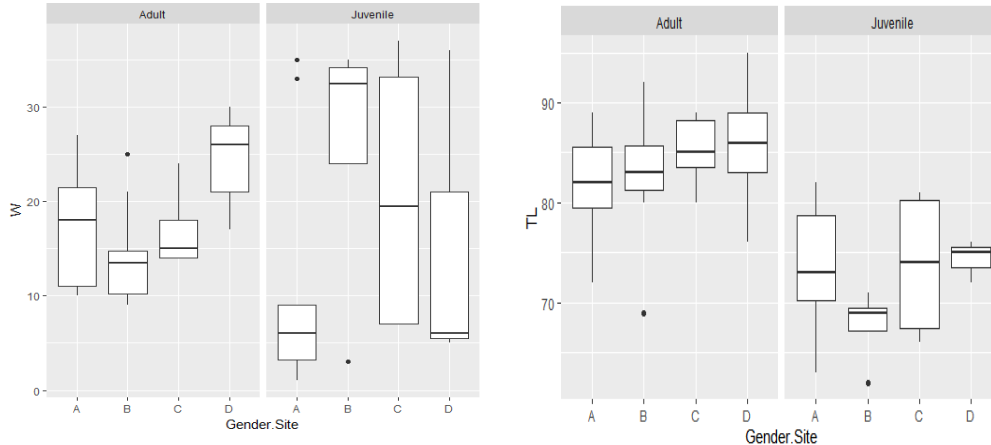 Adult Juvenile
W
30
20
10
0
A B C D A B C D
Gender.Site
Adult Juvenile
TL
90
80
70
A B C D A B C D
Gender.Site